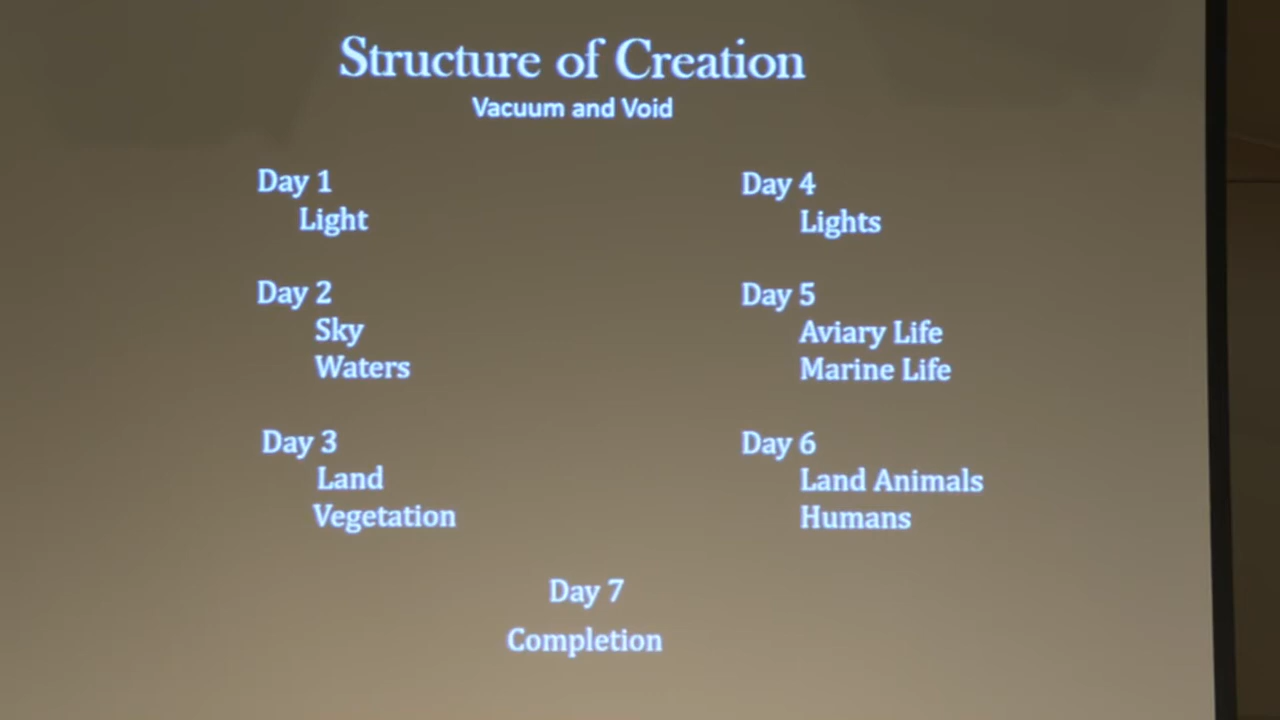 Structure of Creation
Vacuum and Void
Day 1
Light
Day 2
Sky
Waters
Day 3
Land
Vegetation
Day 4
Lights
Day 5
Aviary Life
Marine Life
Day 6
Land Animals
Humans
Day 7
Completion